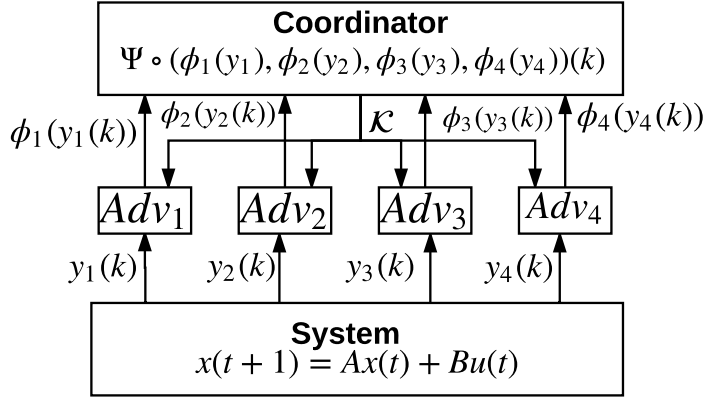 Coordinator
Ψ ∘ (ϕ₁(y₁), ϕ₂(y₂), ϕ₃(y₃), ϕ₄(y₄))(k)
ϕ₁(y₁(k)) ϕ₂(y₂(k)) 𝒦 ϕ₃(y₃(k)) ϕ₄(y₄(k))
Adv₁ Adv₂ Adv₃ Adv₄
y₁(k) y₂(k) y₃(k) y₄(k)
System
x(t + 1) = Ax(t) + Bu(t)